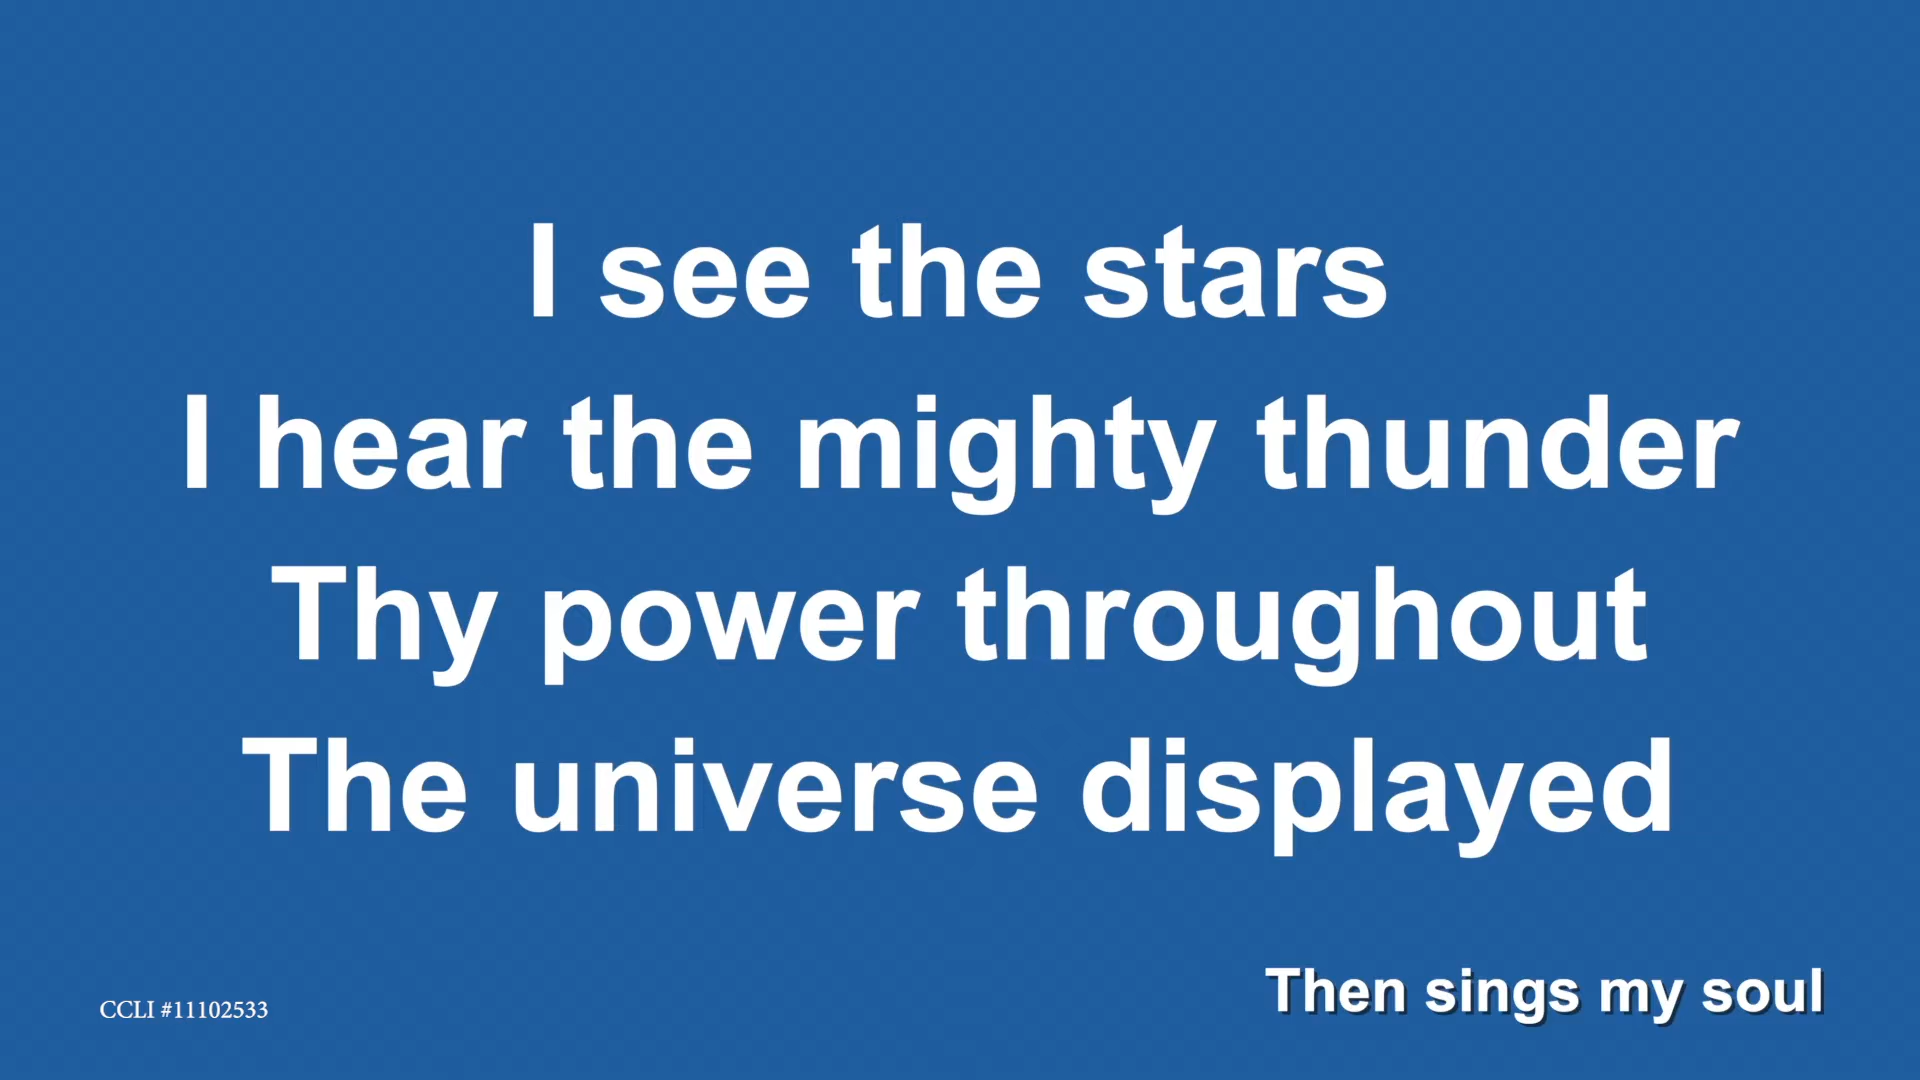 I see the stars
I hear the mighty thunder
Thy power throughout
The universe displayed
Then sings my soul
CCLI #11102533